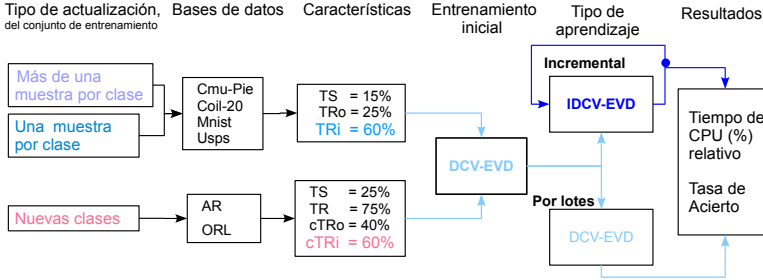 Tipo de actualización,
del conjunto de entrenamiento
Bases de datos
Características
Entrenamiento
inicial
Tipo de
aprendizaje
Resultados
Más de una
muestra por clase
Una muestra
por clase
Cmu-Pie
Coil-20
Mnist
Usps
TS = 15%
TRo = 25%
TRi = 60%
Nuevas clases
AR
ORL
TS = 25%
TR = 75%
cTRo = 40%
cTRi = 60%
DCV-EVD
Incremental
IDCV-EVD
Por lotes
DCV-EVD
Tiempo de
CPU (%)
relativo
Tasa de
Acierto